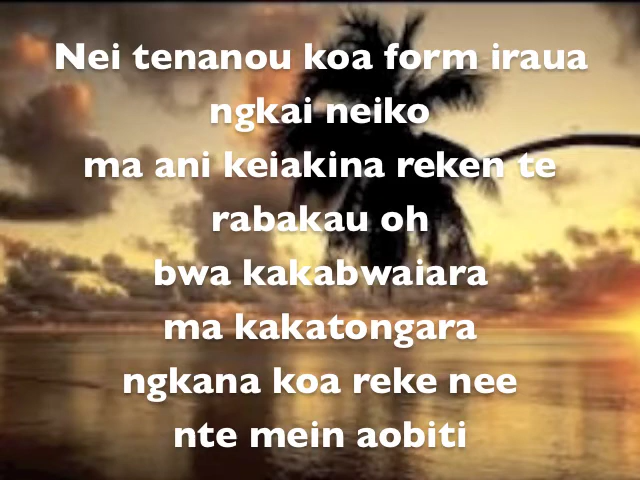 Nei tenanou koa form iraua
ngkai neiko
ma ani keiakina reken te
rabakau oh
bwa kakabwaiara
ma kakatongara
ngkana koa reke nee
nte mein aobiti